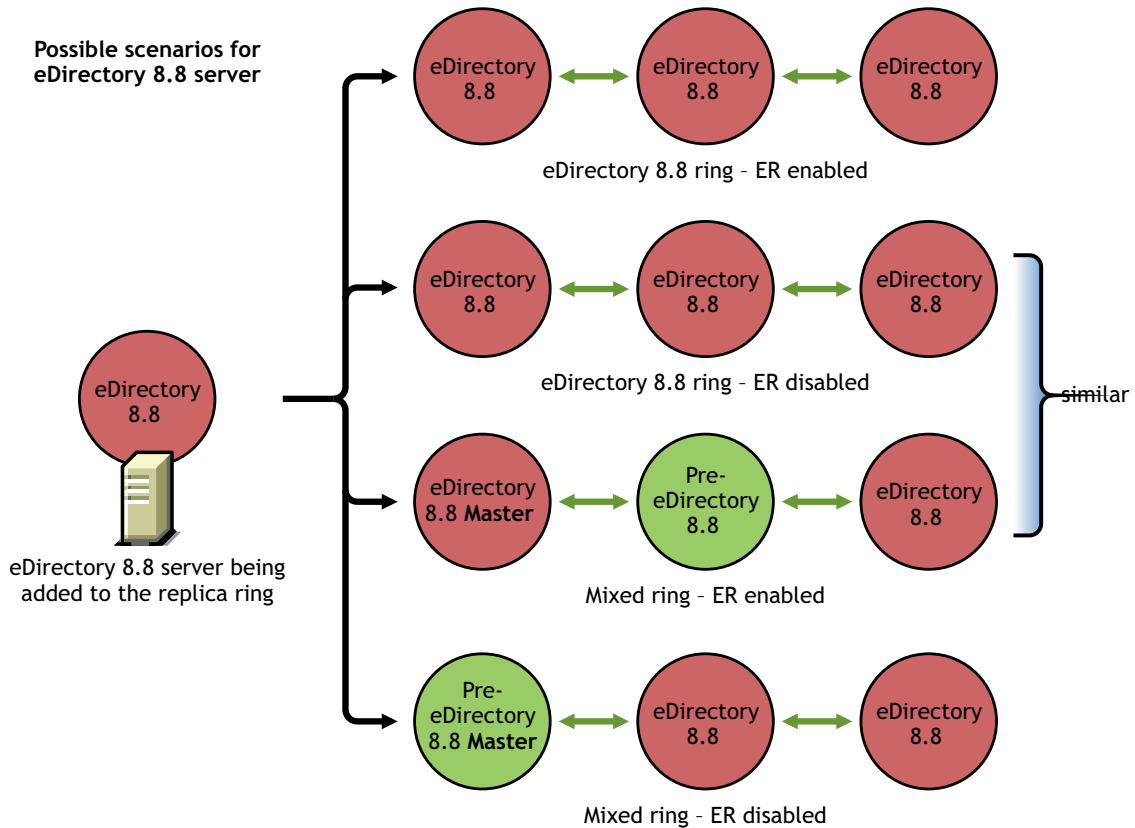 Possible scenarios for
eDirectory 8.8 server
eDirectory
8.8
eDirectory
8.8
eDirectory
8.8
eDirectory 8.8 ring – ER enabled
eDirectory
8.8
eDirectory
8.8
eDirectory
8.8
eDirectory 8.8 ring – ER disabled
eDirectory
8.8
eDirectory 8.8 server being
added to the replica ring
similar
eDirectory
8.8 Master
Pre-
eDirectory
8.8
eDirectory
8.8
Mixed ring – ER enabled
Pre-
eDirectory
8.8 Master
eDirectory
8.8
eDirectory
8.8
Mixed ring – ER disabled